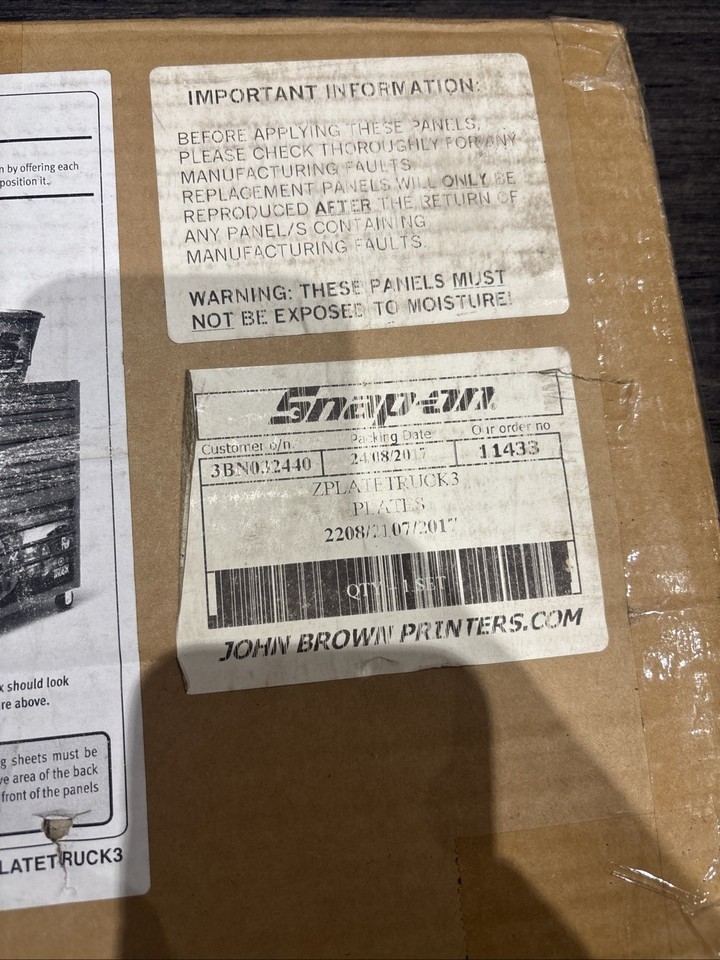 n by offering each
position it.
x should look
re above.
g sheets must be
ve area of the back
front of the panels
LATETRUCK3
IMPORTANT INFORMATION:
BEFORE APPLYING THESE PANELS,
PLEASE CHECK THOROUGHLY FOR ANY
MANUFACTURING FAULTS.
REPLACEMENT PANELS WILL ONLY BE
REPRODUCED AFTER THE RETURN OF
ANY PANEL/S CONTAINING
MANUFACTURING FAULTS.
WARNING: THESE PANELS MUST
NOT BE EXPOSED TO MOISTURE!
Snap-on
Customer o/n. Packing Date Our order no
3BN032440 24/08/2017 11433
ZPLATETRUCK3
PLATES
2208/2107/2017
QTY 1 SET
JOHN BROWN PRINTERS.COM